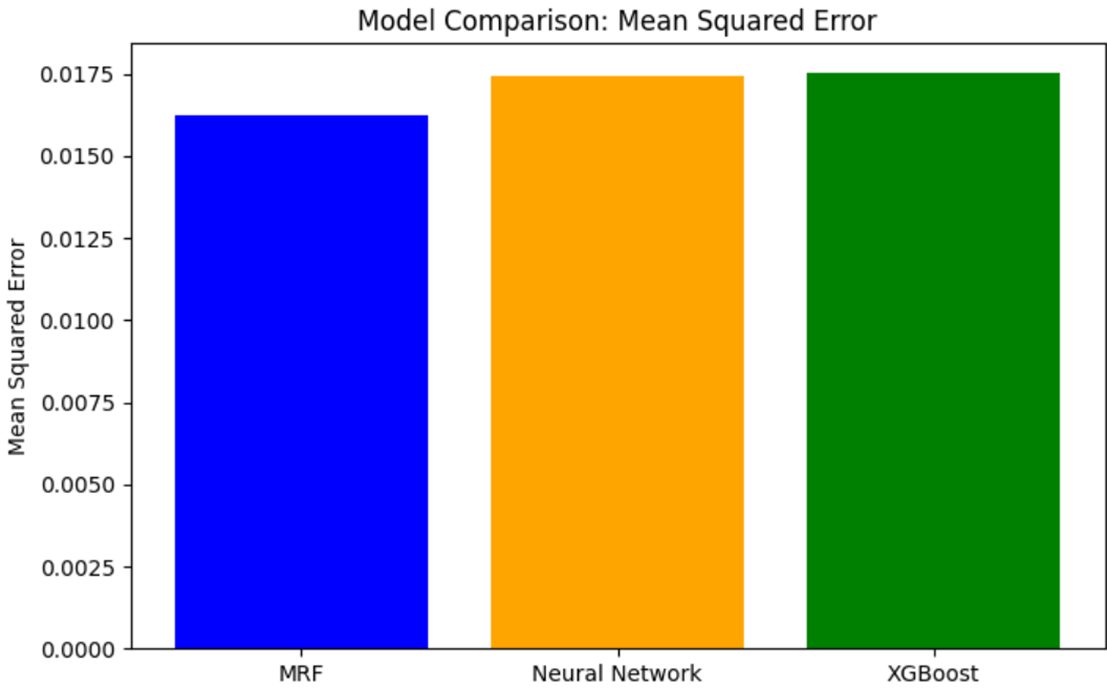 Model Comparison: Mean Squared Error
Mean Squared Error
0.0175
0.0150
0.0125
0.0100
0.0075
0.0050
0.0025
0.0000
MRF Neural Network XGBoost